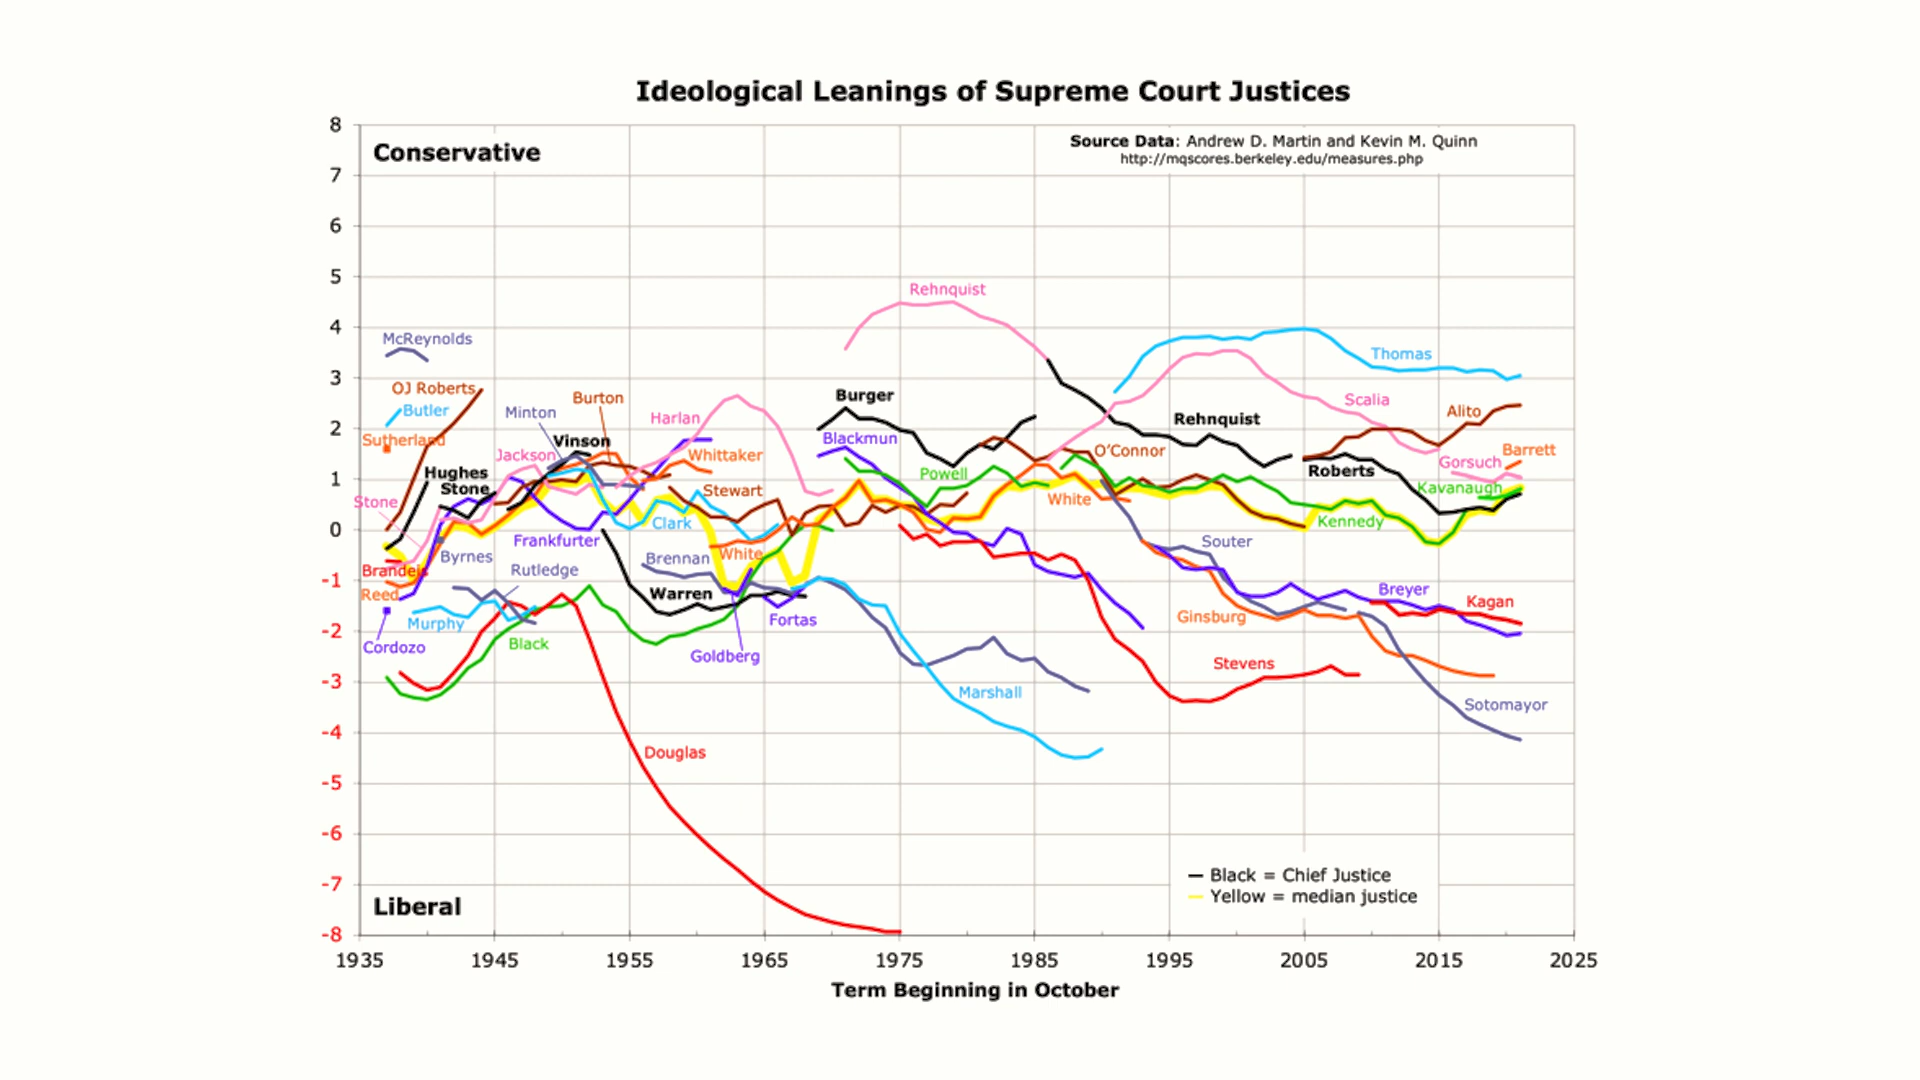 Ideological Leanings of Supreme Court Justices
8
7
6
5
4
3
2
1
0
-1
-2
-3
-4
-5
-6
-7
-8
Conservative
Source Data: Andrew D. Martin and Kevin M. Quinn
http://mqscores.berkeley.edu/measures.php
Rehnquist
McReynolds
Thomas
OJ Roberts
Burton
Burger
Scalia
Butler
Minton
Harlan
Rehnquist
Alito
Sutherland
Vinson
Blackmun
Jackson
Whittaker
O'Connor
Barrett
Hughes
Powell
Roberts
Gorsuch
Stone
Stewart
Kavanaugh
Stone
White
Clark
Kennedy
Frankfurter
Byrnes
White
Souter
Brandeis
Rutledge
Brennan
Reed
Warren
Breyer
Kagan
Murphy
Fortas
Ginsburg
Cordozo
Black
Goldberg
Stevens
Marshall
Sotomayor
Douglas
Black = Chief Justice
Yellow = median justice
Liberal
1935 1945 1955 1965 1975 1985 1995 2005 2015 2025
Term Beginning in October